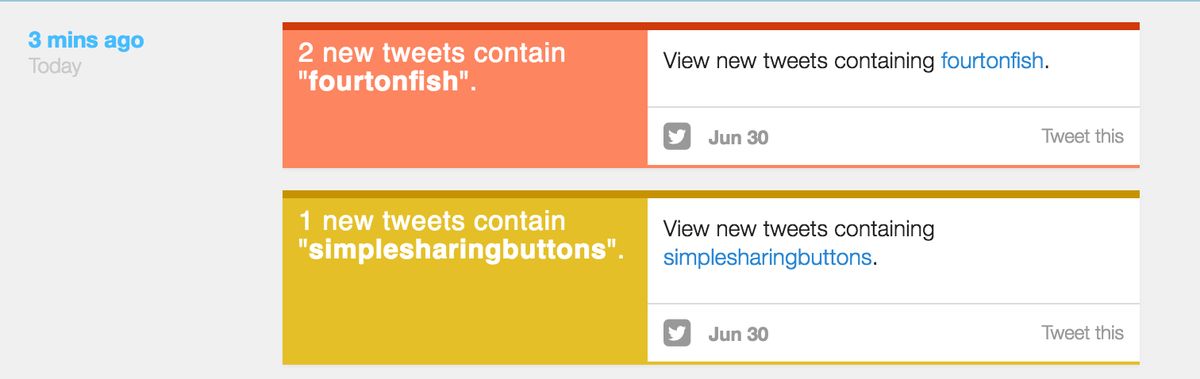 3 mins ago
Today
2 new tweets contain
"fourtonfish".
View new tweets containing fourtonfish.
Jun 30
Tweet this
1 new tweets contain
"simplesharingbuttons".
View new tweets containing
simplesharingbuttons.
Jun 30
Tweet this